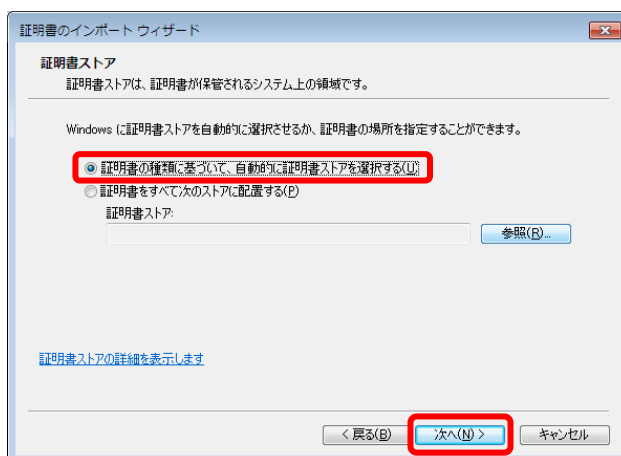 証明書のインポート ウィザード
証明書ストア
証明書ストアは、証明書が保管されるシステム上の領域です。
Windows に証明書ストアを自動的に選択させるか、証明書の場所を指定することができます。
証明書の種類に基づいて、自動的に証明書ストアを選択する(U)
証明書をすべて次のストアに配置する(P)
証明書ストア:
参照(R)...
証明書ストアの詳細を表示します
< 戻る(B)
次へ(N) >
キャンセル